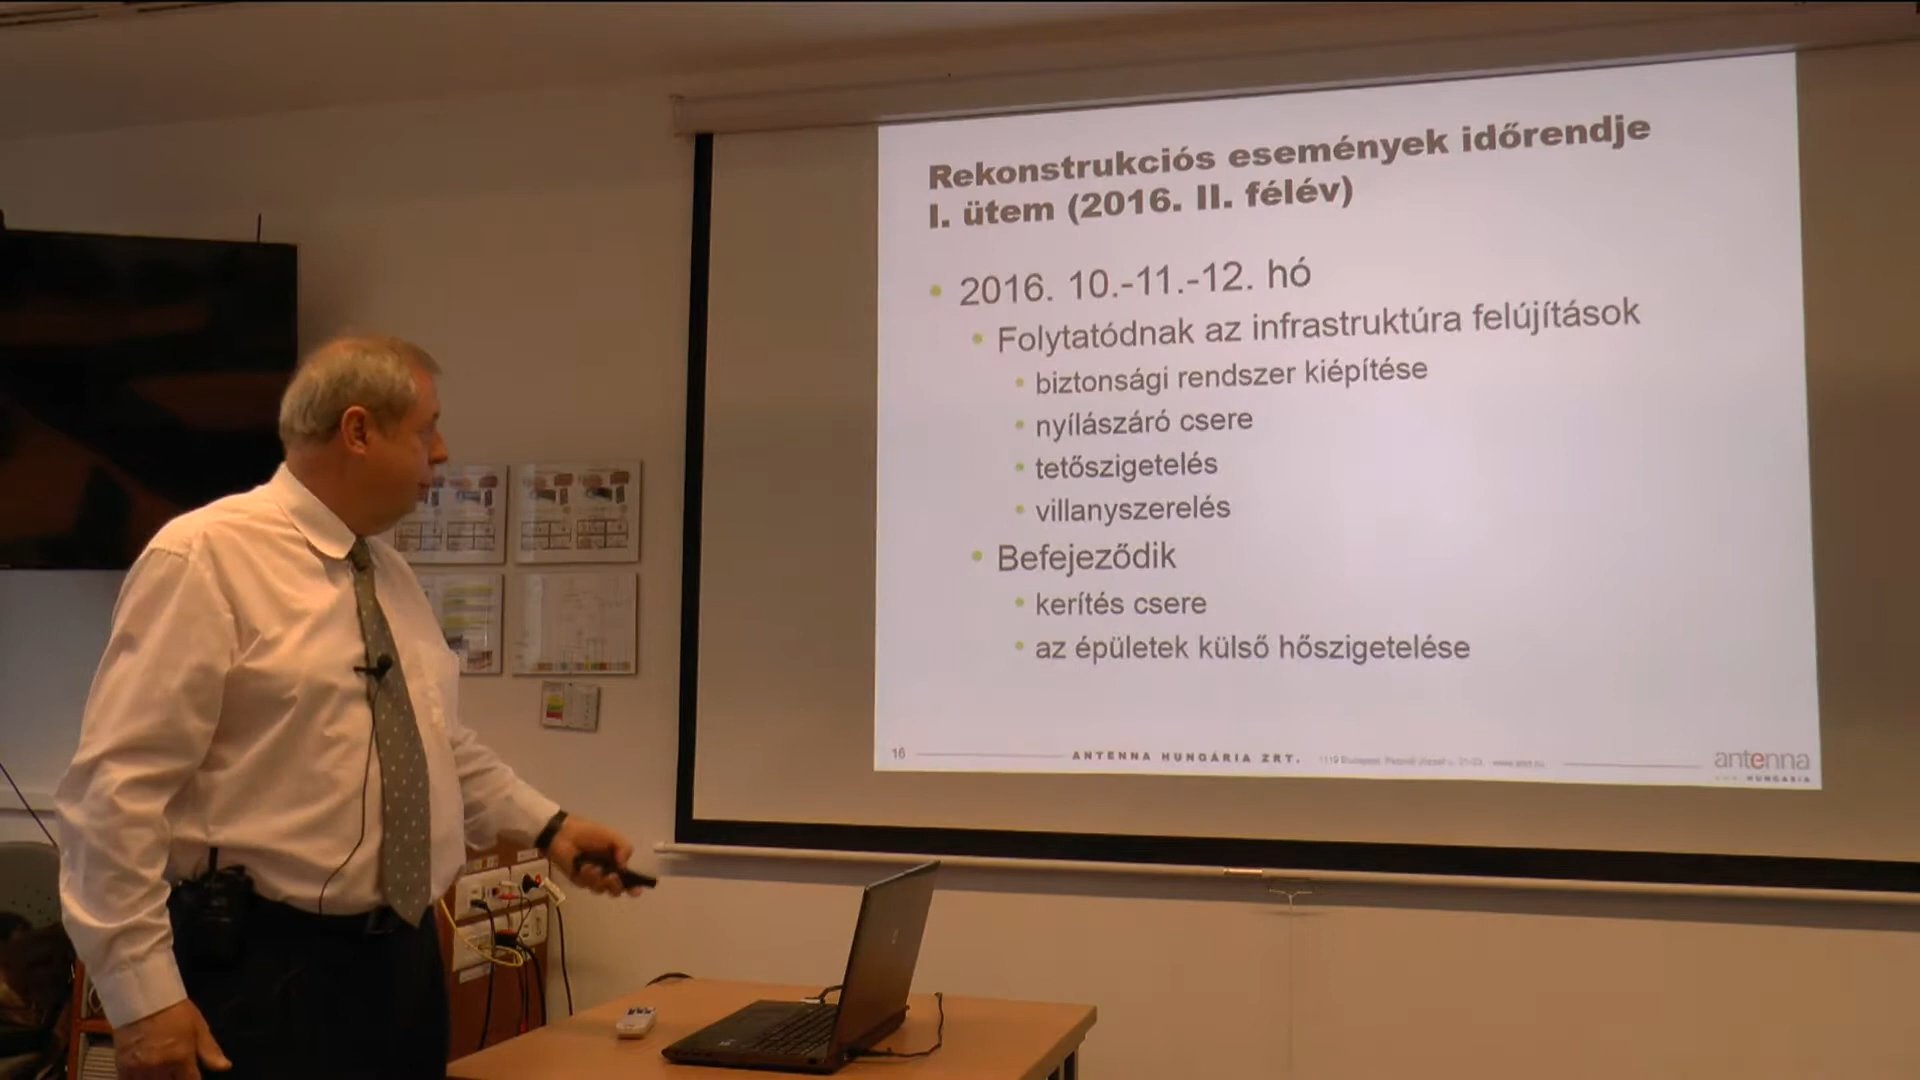 Rekonstrukciós események időrendje
I. ütem (2016. II. félév)
• 2016. 10.-11.-12. hó
• Folytatódnak az infrastruktúra felújítások
• biztonsági rendszer kiépítése
• nyílászáró csere
• tetőszigetelés
• villanyszerelés
• Befejeződik
• kerítés csere
• az épületek külső hőszigetelése
16
ANTENNA HUNGÁRIA ZRT.
antenna
HUNGÁRIA